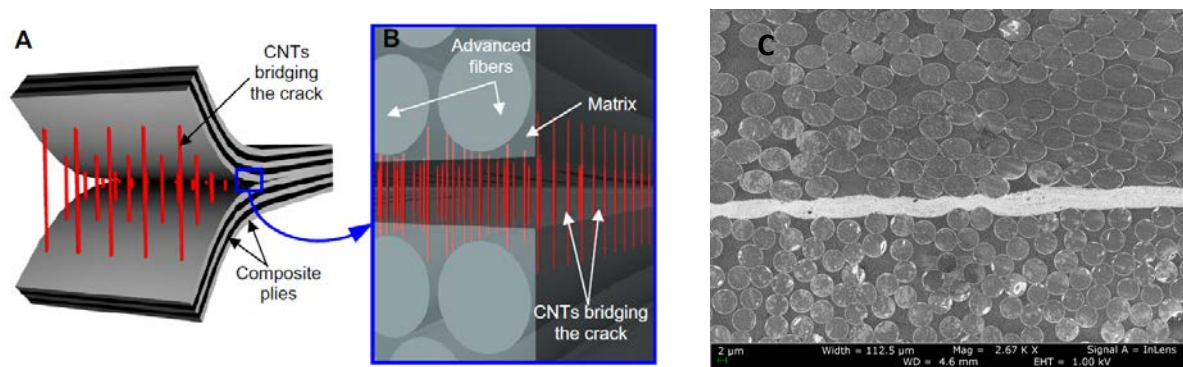 A
CNTs
bridging
the crack
Composite
plies
B
Advanced
fibers
Matrix
CNTs bridging
the crack
C
2 µm
Width = 112.5 µm
Mag = 2.67 K X
Signal A = InLens
WD = 4.6 mm
EHT = 1.00 kV